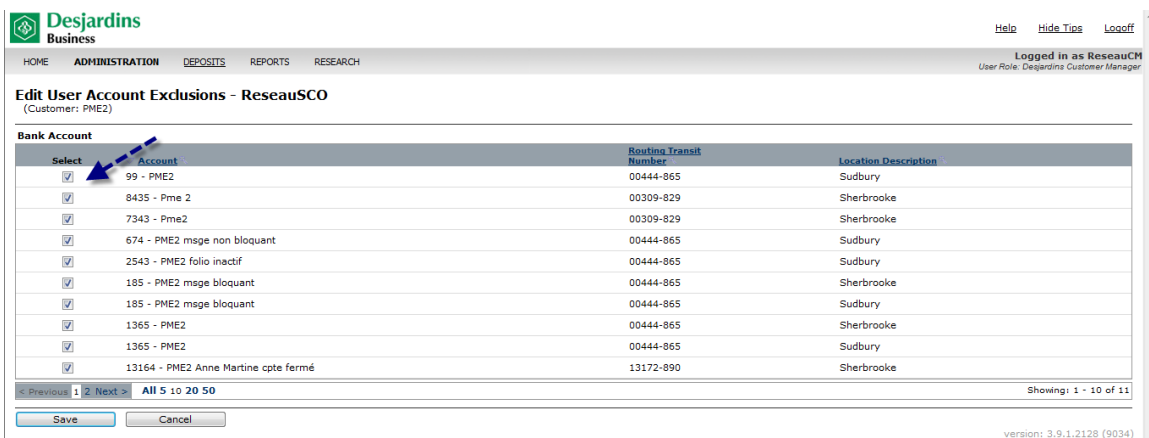 Desjardins
Business
Help Hide Tips Logoff
HOME ADMINISTRATION DEPOSITS REPORTS RESEARCH
Logged in as ReseauCM
User Role: Desjardins Customer Manager
Edit User Account Exclusions - ReseauSCO
(Customer: PME2)
Bank Account
Select Account Routing Transit Number Location Description
99 - PME2 00444-865 Sudbury
8435 - Pme 2 00309-829 Sherbrooke
7343 - Pme2 00309-829 Sherbrooke
674 - PME2 msge non bloquant 00444-865 Sudbury
2543 - PME2 folio inactif 00444-865 Sudbury
185 - PME2 msge bloquant 00444-865 Sherbrooke
185 - PME2 msge bloquant 00444-865 Sudbury
1365 - PME2 00444-865 Sherbrooke
1365 - PME2 00444-865 Sudbury
13164 - PME2 Anne Martine cpte fermé 13172-890 Sherbrooke
< Previous 1 2 Next > All 5 10 20 50 Showing: 1 - 10 of 11
Save Cancel
version: 3.9.1.2128 (9034)